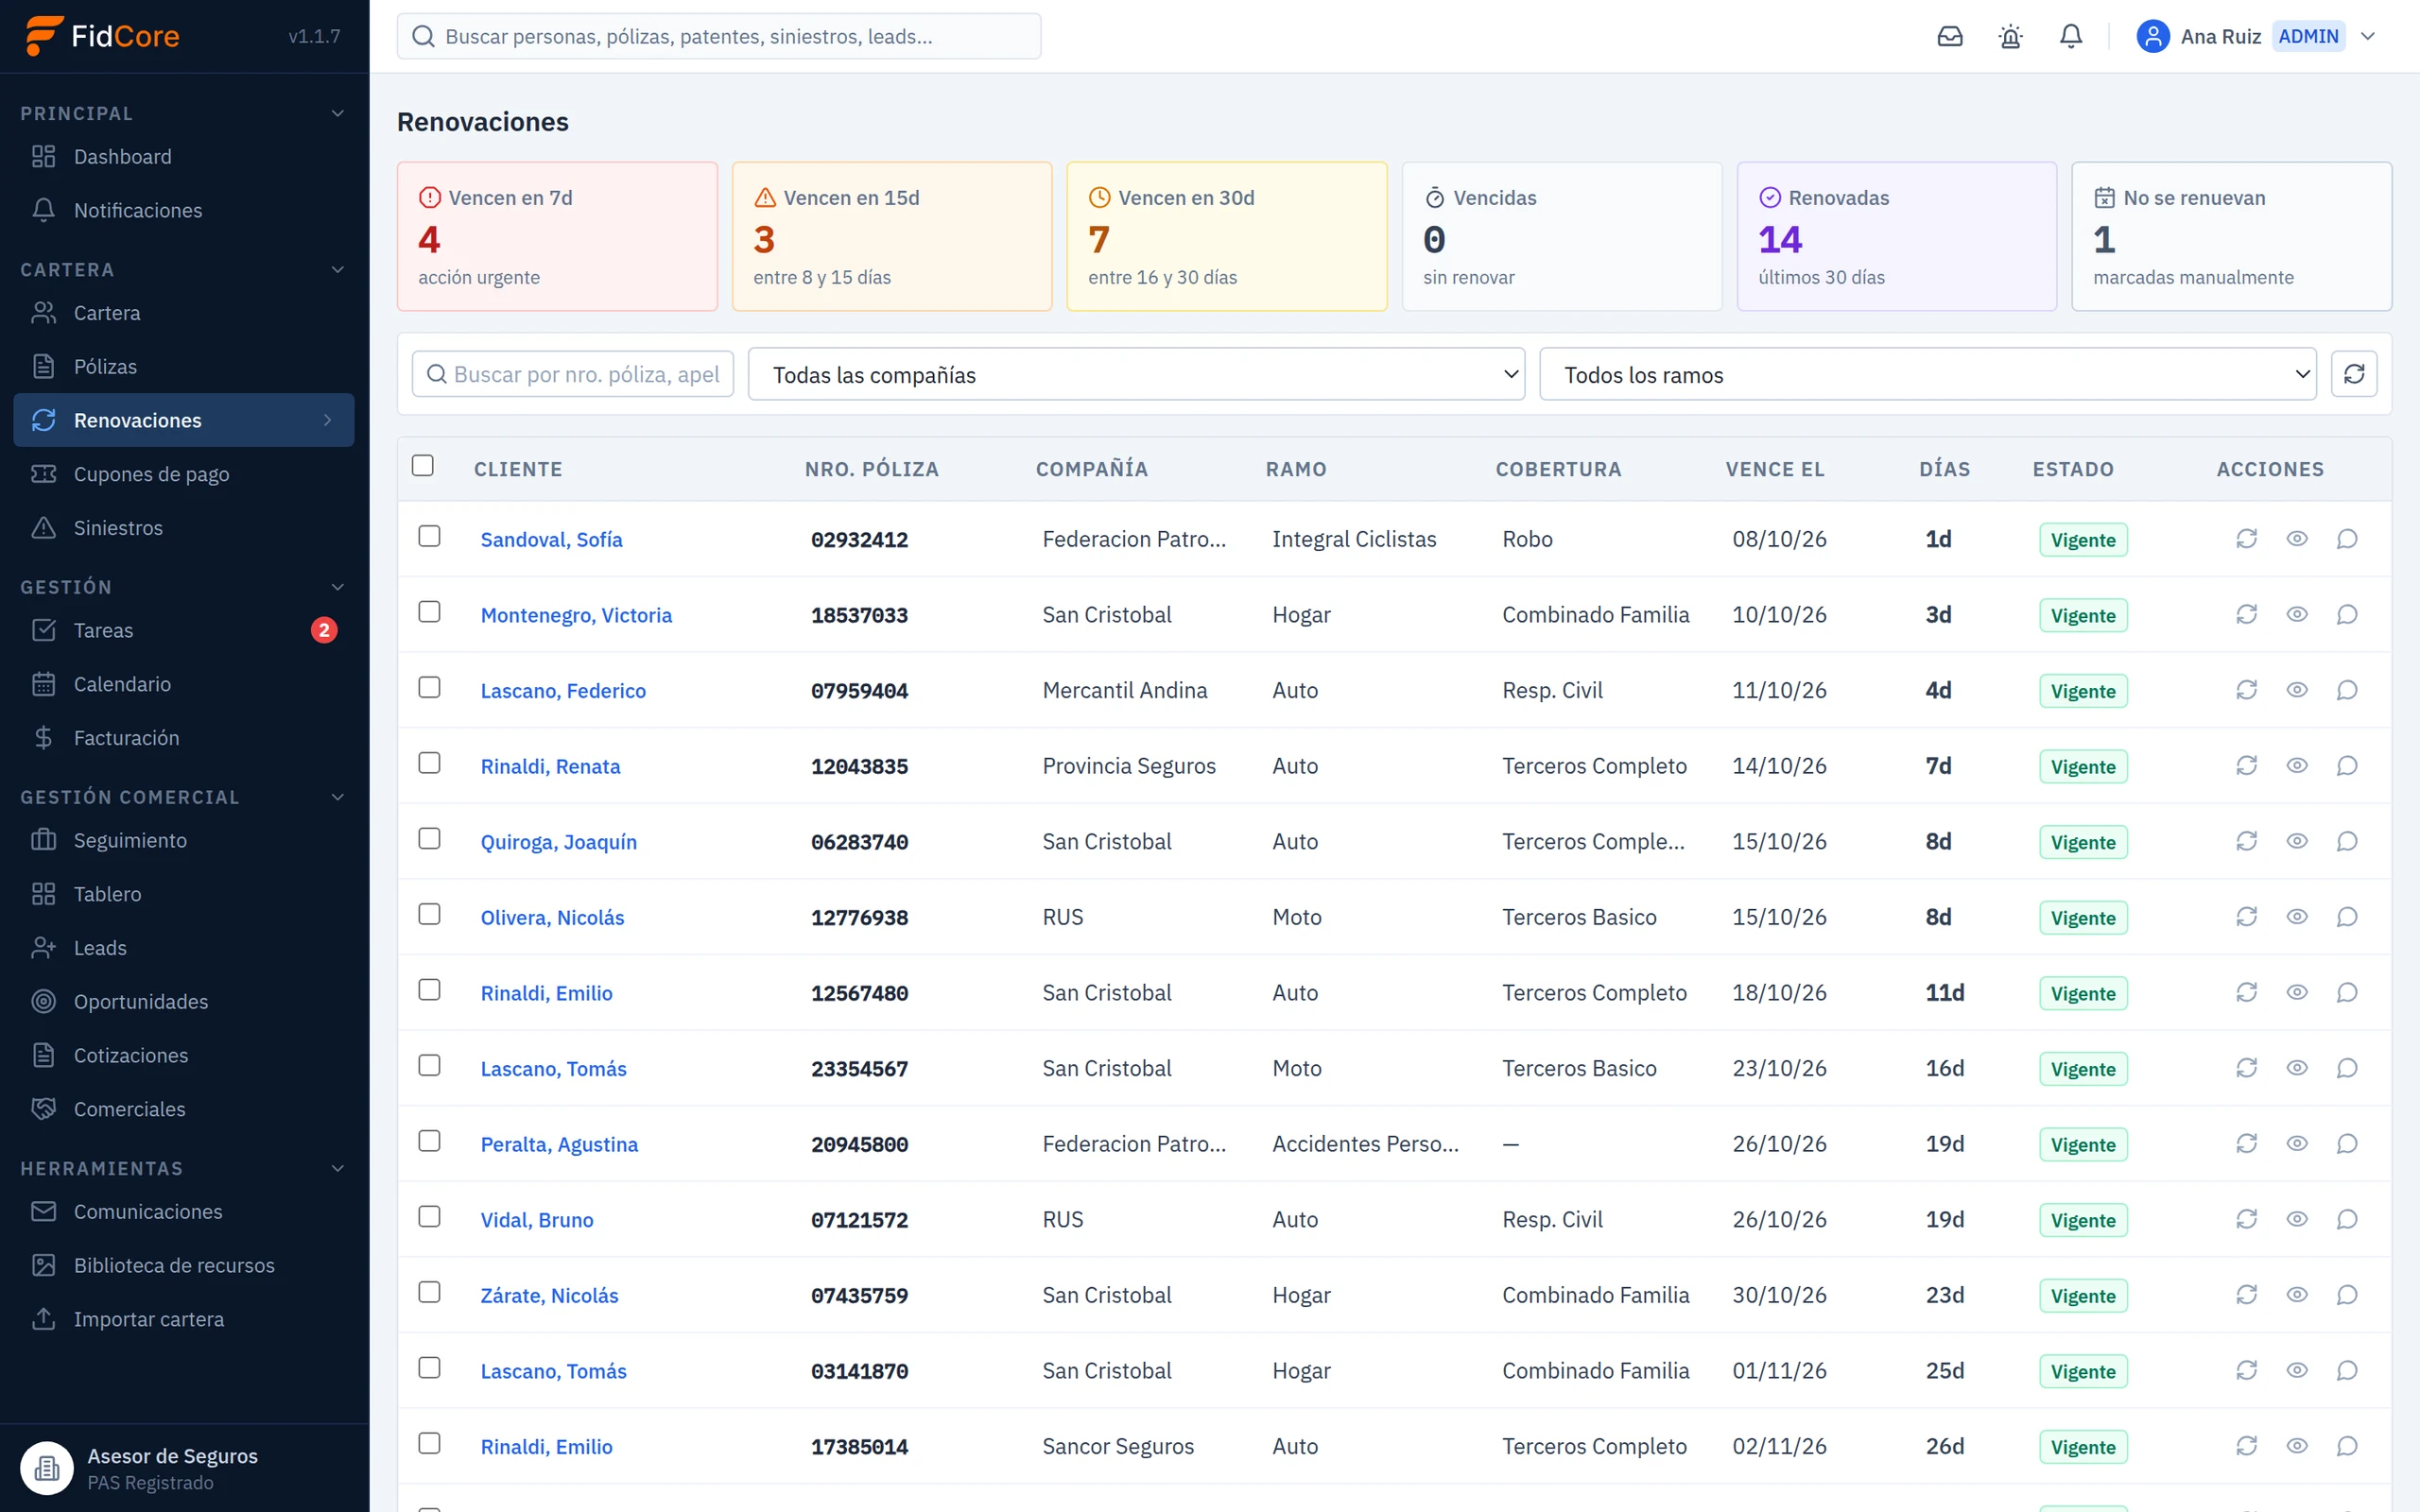 FidCore v1.1.7
Buscar personas, pólizas, patentes, siniestros, leads...
Ana Ruiz ADMIN
PRINCIPAL
Dashboard
Notificaciones
CARTERA
Cartera
Pólizas
Renovaciones
Cupones de pago
Siniestros
GESTIÓN
Tareas 2
Calendario
Facturación
GESTIÓN COMERCIAL
Seguimiento
Tablero
Leads
Oportunidades
Cotizaciones
Comerciales
HERRAMIENTAS
Comunicaciones
Biblioteca de recursos
Importar cartera
Asesor de Seguros
PAS Registrado
Renovaciones
Vencen en 7d
4
acción urgente
Vencen en 15d
3
entre 8 y 15 días
Vencen en 30d
7
entre 16 y 30 días
Vencidas
0
sin renovar
Renovadas
14
últimos 30 días
No se renuevan
1
marcadas manualmente
Buscar por nro. póliza, apel
Todas las compañías
Todos los ramos
CLIENTE NRO. PÓLIZA COMPAÑÍA RAMO COBERTURA VENCE EL DÍAS ESTADO ACCIONES
Sandoval, Sofía 02932412 Federacion Patro... Integral Ciclistas Robo 08/10/26 1d Vigente
Montenegro, Victoria 18537033 San Cristobal Hogar Combinado Familia 10/10/26 3d Vigente
Lascano, Federico 07959404 Mercantil Andina Auto Resp. Civil 11/10/26 4d Vigente
Rinaldi, Renata 12043835 Provincia Seguros Auto Terceros Completo 14/10/26 7d Vigente
Quiroga, Joaquín 06283740 San Cristobal Auto Terceros Comple... 15/10/26 8d Vigente
Olivera, Nicolás 12776938 RUS Moto Terceros Basico 15/10/26 8d Vigente
Rinaldi, Emilio 12567480 San Cristobal Auto Terceros Completo 18/10/26 11d Vigente
Lascano, Tomás 23354567 San Cristobal Moto Terceros Basico 23/10/26 16d Vigente
Peralta, Agustina 20945800 Federacion Patro... Accidentes Perso... — 26/10/26 19d Vigente
Vidal, Bruno 07121572 RUS Auto Resp. Civil 26/10/26 19d Vigente
Zárate, Nicolás 07435759 San Cristobal Hogar Combinado Familia 30/10/26 23d Vigente
Lascano, Tomás 03141870 San Cristobal Hogar Combinado Familia 01/11/26 25d Vigente
Rinaldi, Emilio 17385014 Sancor Seguros Auto Terceros Completo 02/11/26 26d Vigente